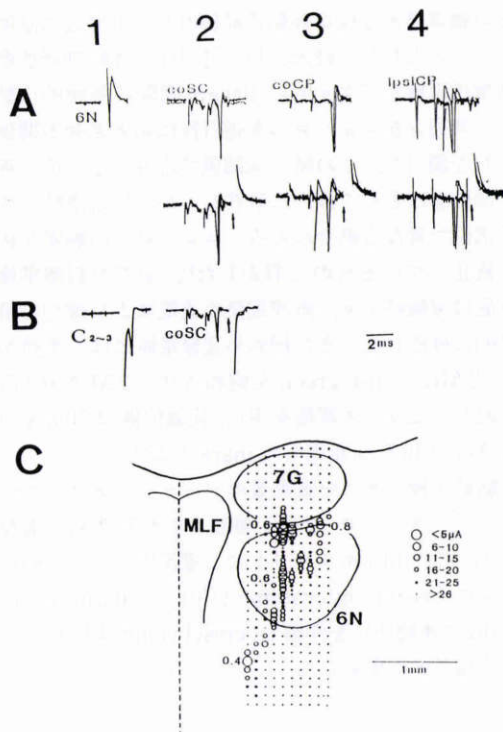 1 2 3 4
A
6N
coSC
coCP
ipsiCP
B
C2~3
coSC
2ms
C
7G
MLF
0.6
0.8
0.6
6N
0.4
<5μA
6-10
11-15
16-20
21-25
>26
1mm